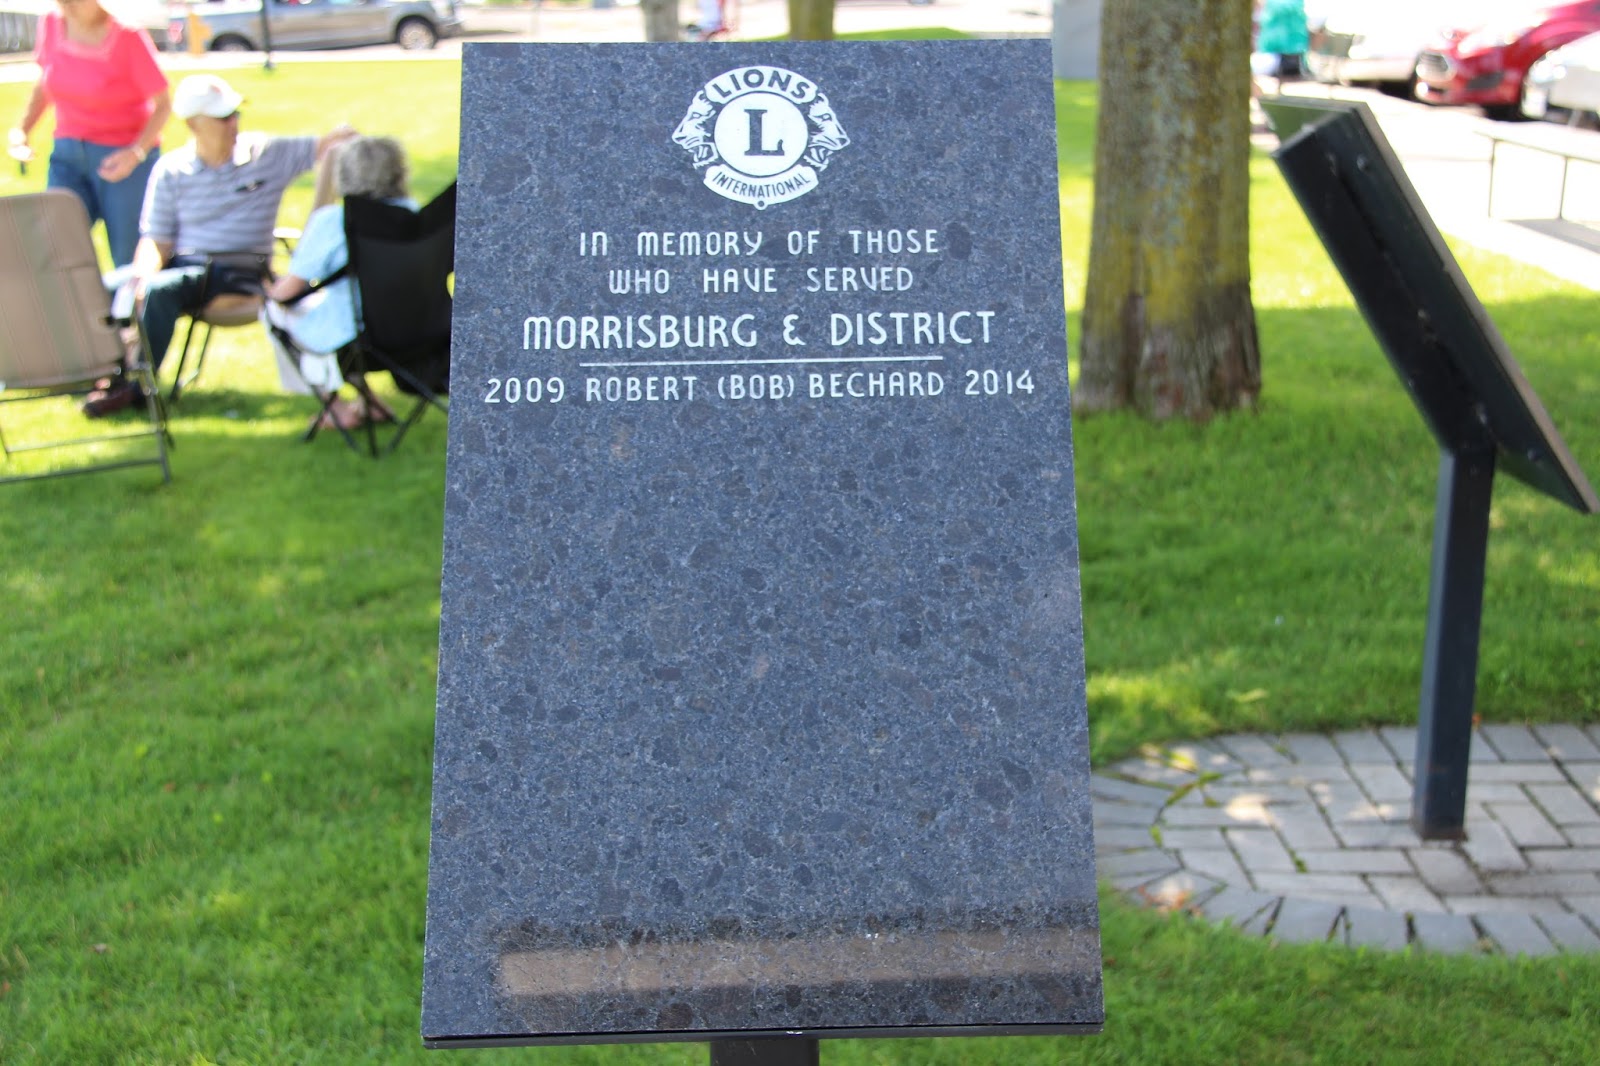 LIONS
L
INTERNATIONAL
IN MEMORY OF THOSE
WHO HAVE SERVED
MORRISBURG & DISTRICT
2009 ROBERT (BOB) BECHARD 2014